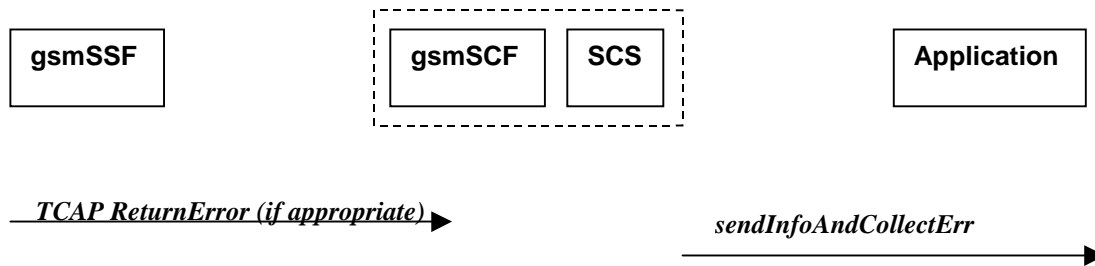 gsmSSF
gsmSCF
SCS
Application
TCAP ReturnError (if appropriate)
sendInfoAndCollectErr